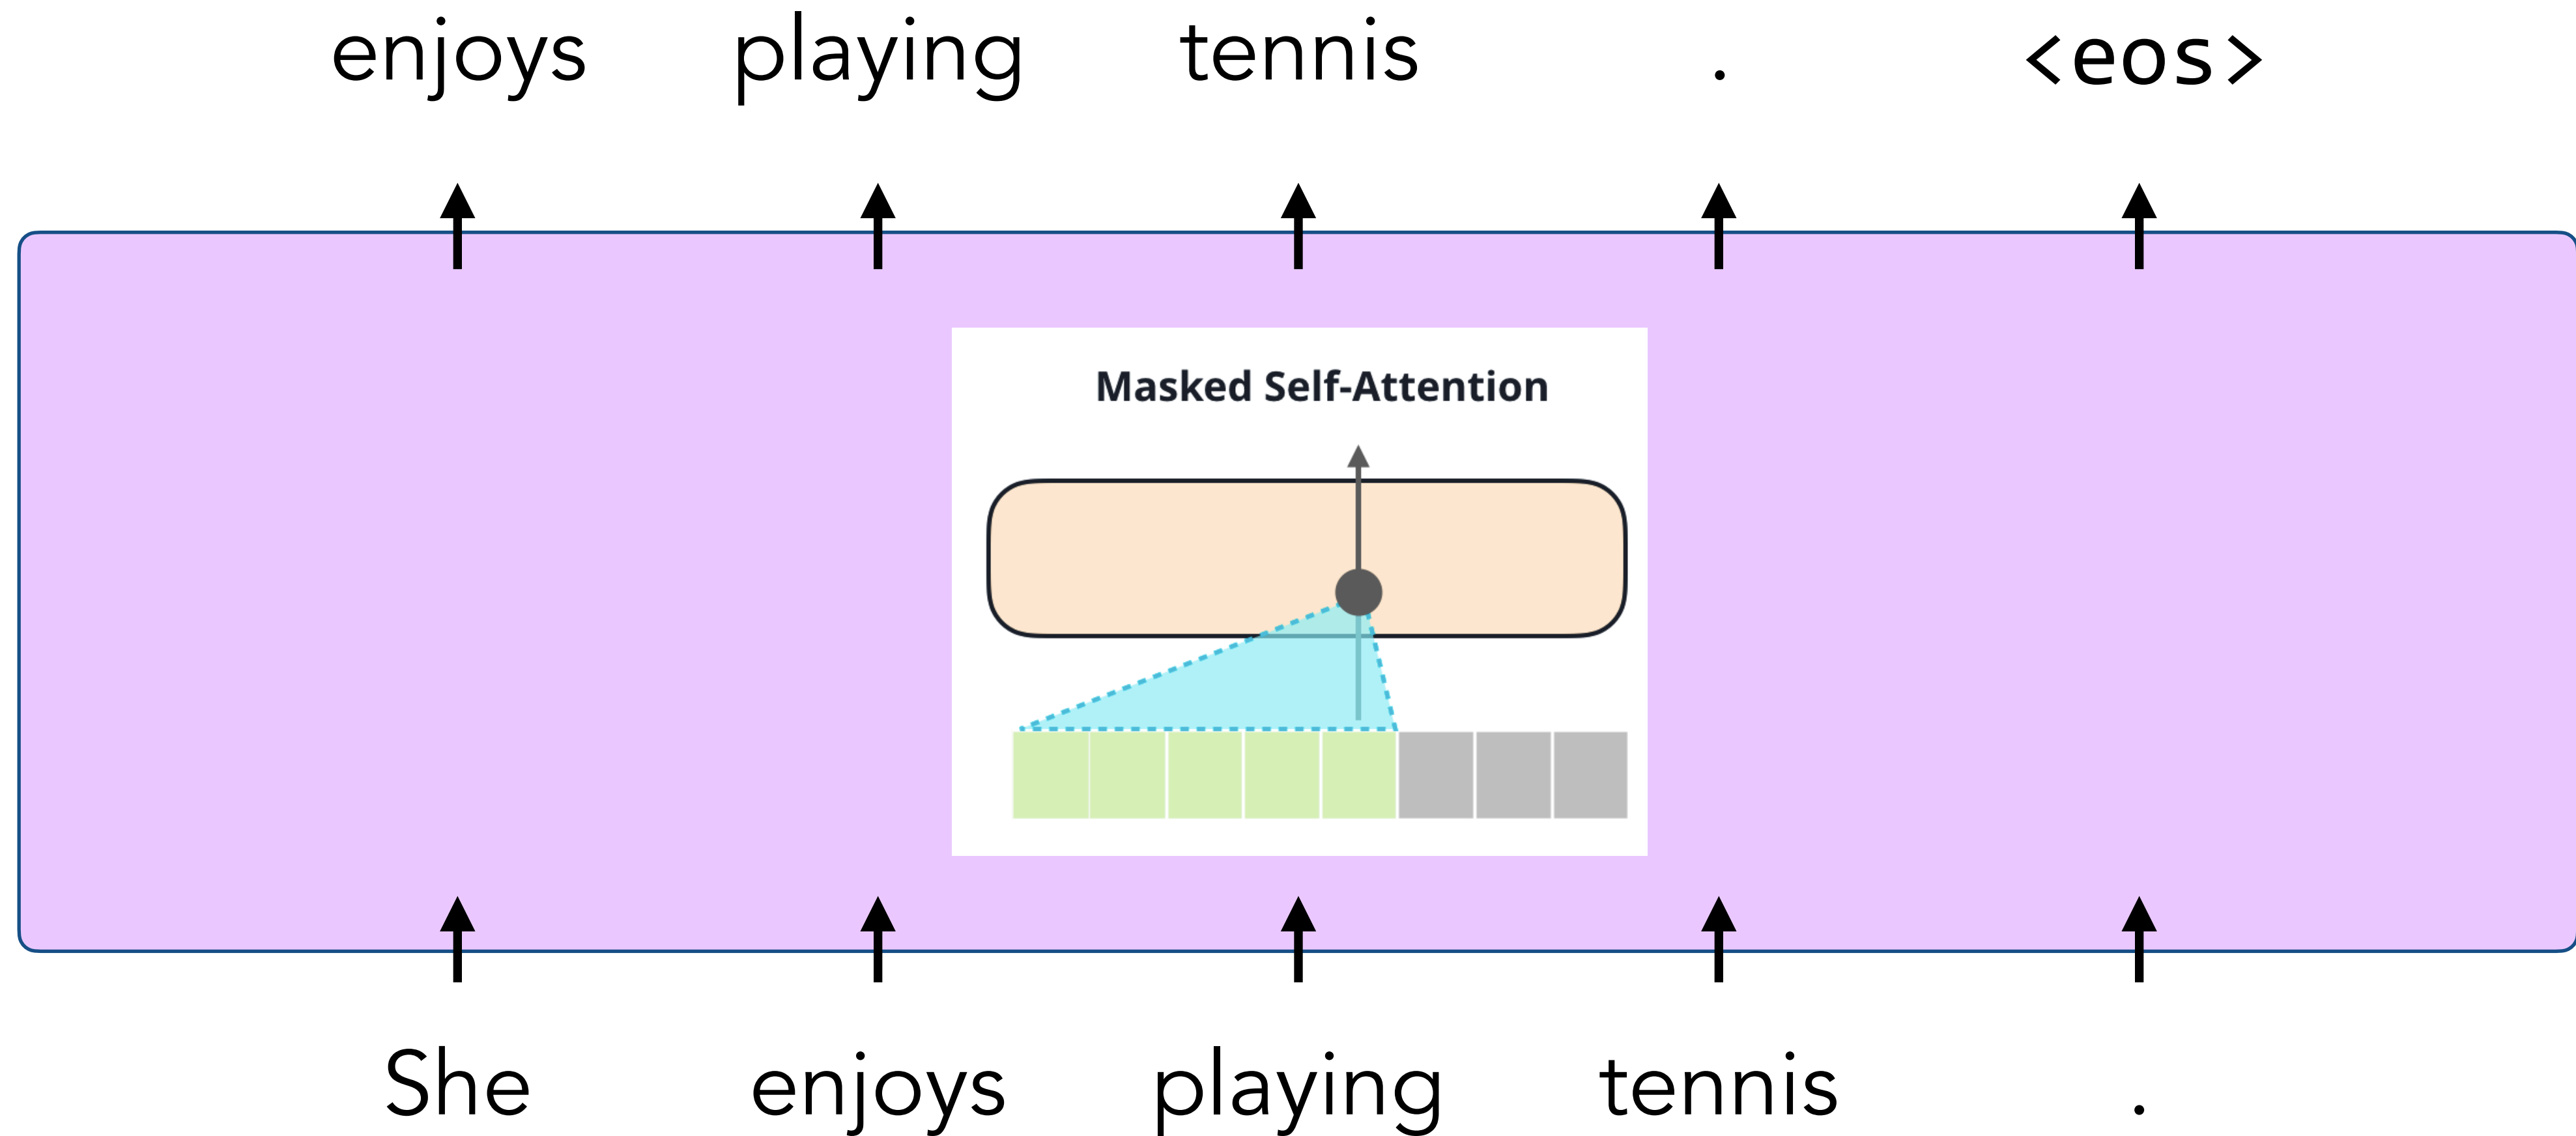 enjoys playing tennis . <eos>
Masked Self-Attention
She enjoys playing tennis .